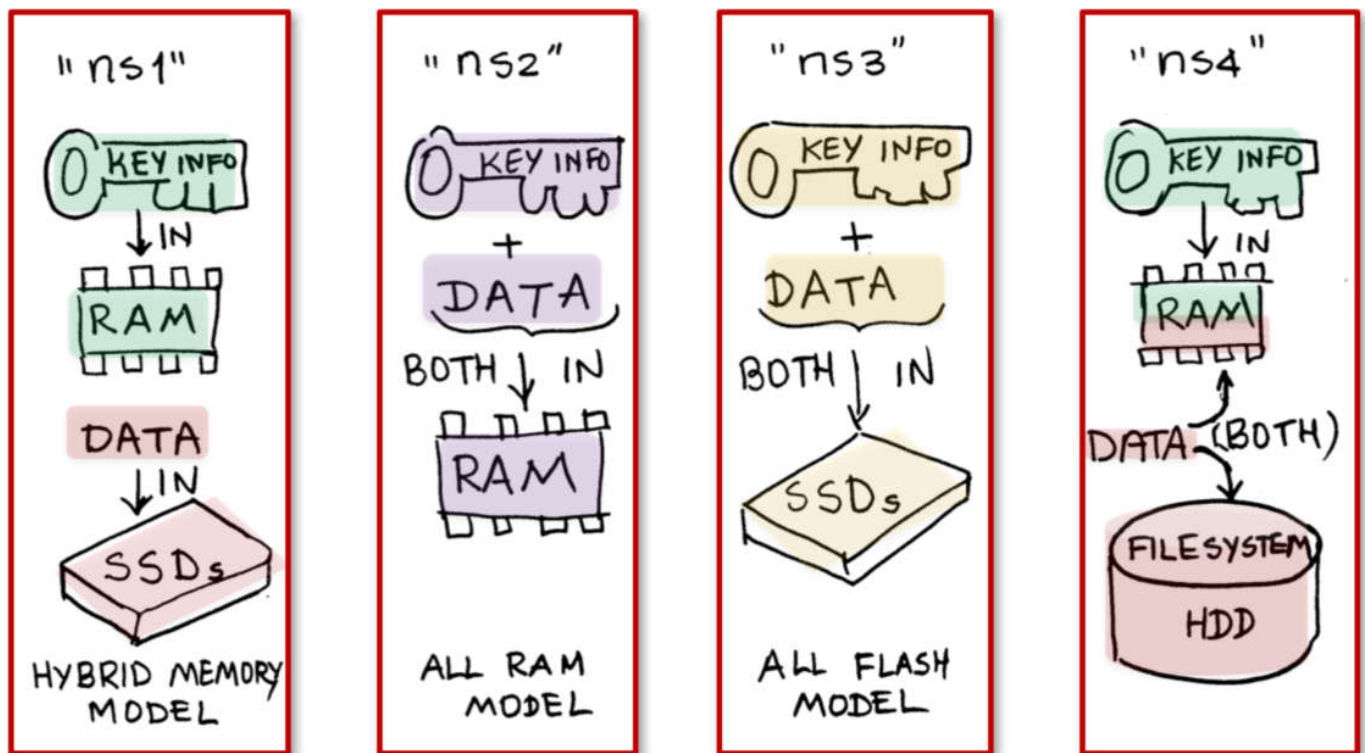 "ns1"
KEY INFO
IN
RAM
DATA
IN
SSDs
HYBRID MEMORY
MODEL
"ns2"
KEY INFO
+
DATA
BOTH IN
RAM
ALL RAM
MODEL
"ns3"
KEY INFO
+
DATA
BOTH IN
SSDs
ALL FLASH
MODEL
"ns4"
KEY INFO
IN
RAM
DATA (BOTH)
FILESYSTEM
HDD